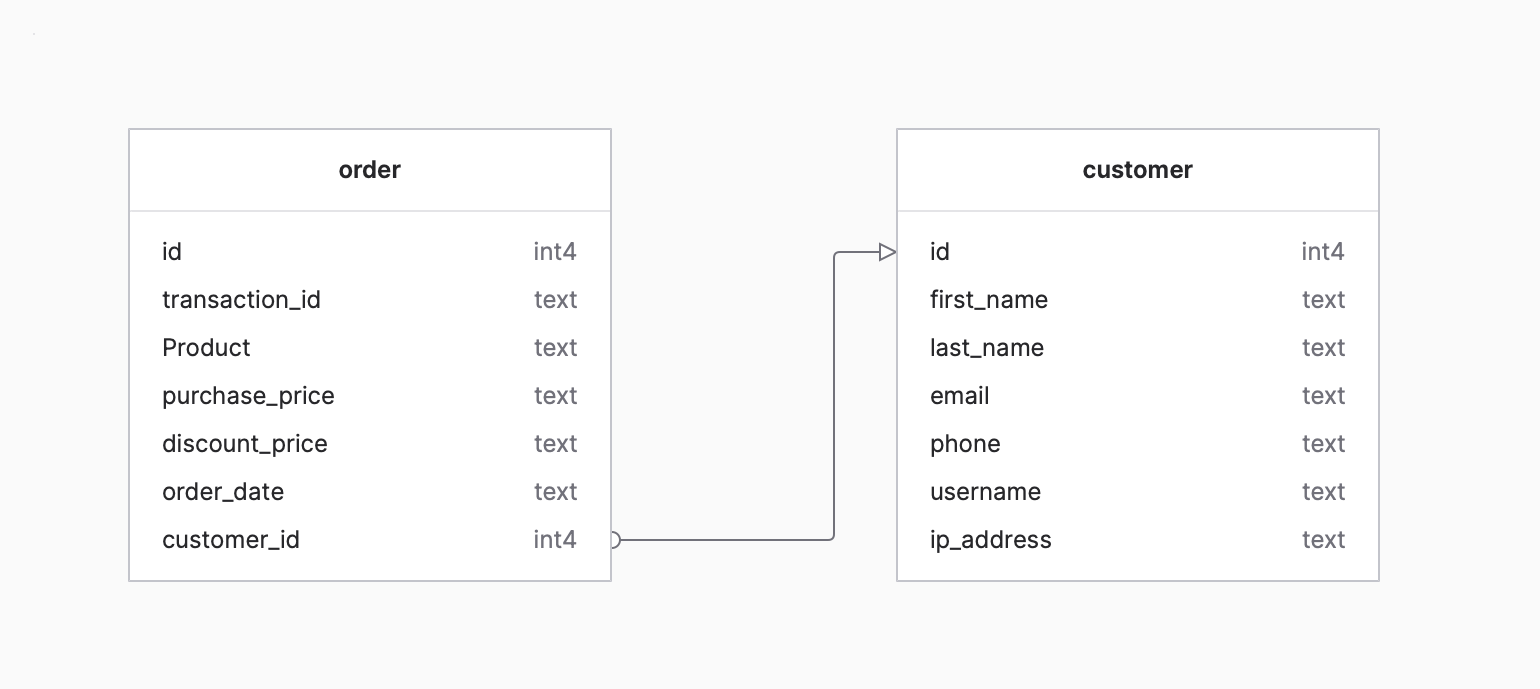 order
id int4
transaction_id text
Product text
purchase_price text
discount_price text
order_date text
customer_id int4
customer
id int4
first_name text
last_name text
email text
phone text
username text
ip_address text